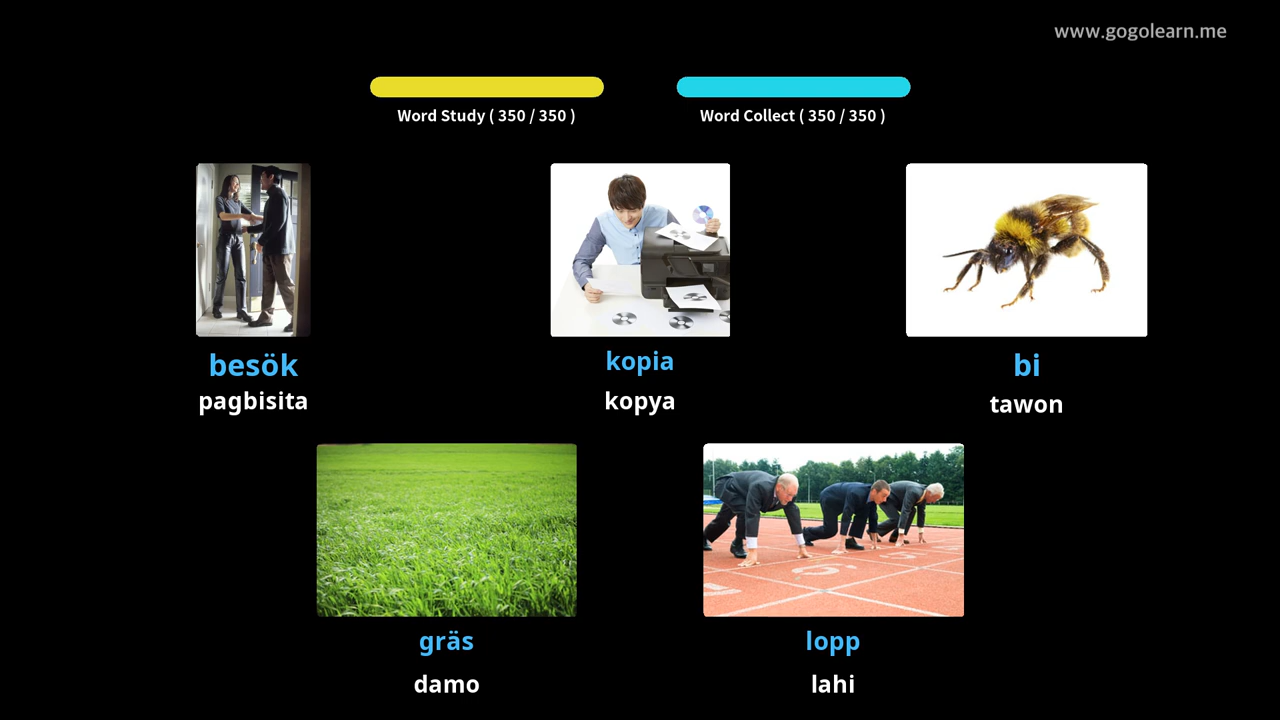 www.gogolearn.me
Word Study ( 350 / 350 )
Word Collect ( 350 / 350 )
besök
pagbisita
kopia
kopya
bi
tawon
gräs
damo
lopp
lahi